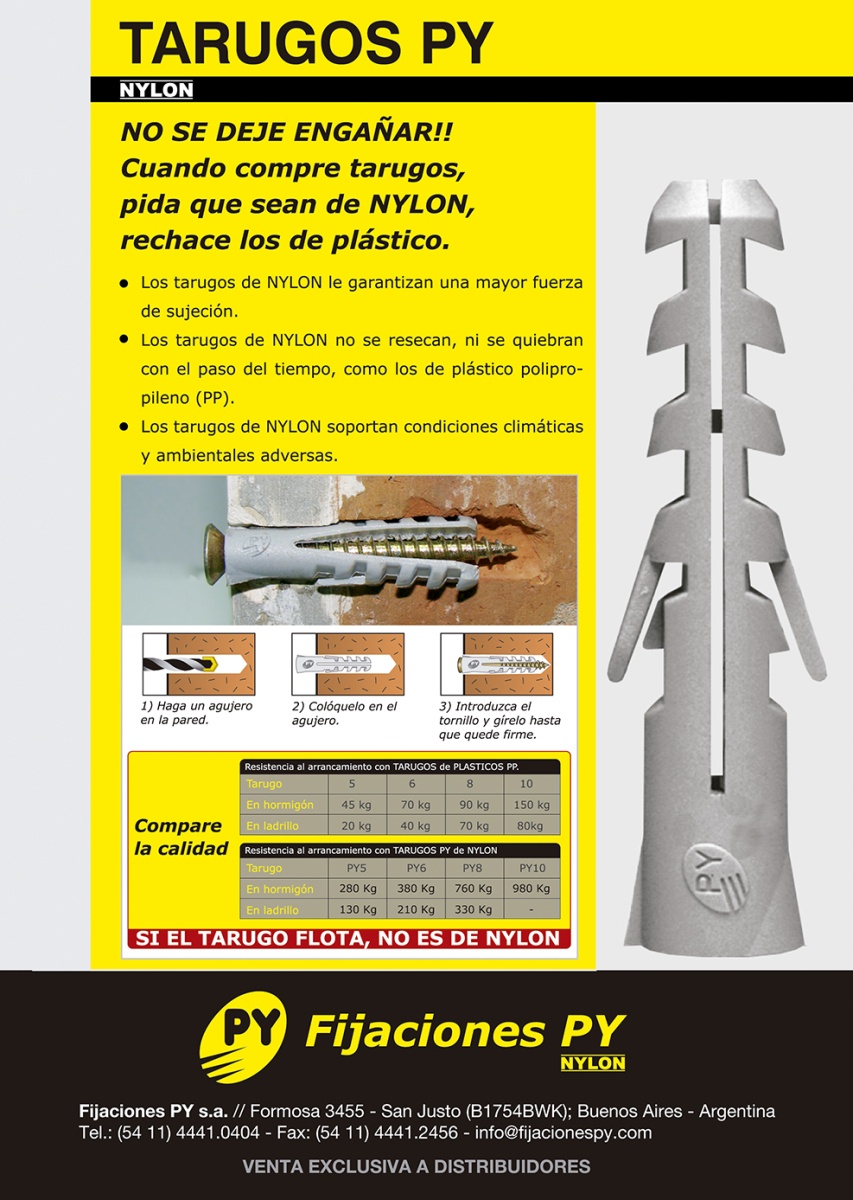 TARUGOS PY
NYLON
NO SE DEJE ENGAÑAR!!
Cuando compre tarugos,
pida que sean de NYLON,
rechace los de plástico.
• Los tarugos de NYLON le garantizan una mayor fuerza
de sujeción.
• Los tarugos de NYLON no se resecan, ni se quiebran
con el paso del tiempo, como los de plástico polipro-
pileno (PP).
• Los tarugos de NYLON soportan condiciones climáticas
y ambientales adversas.
1) Haga un agujero
en la pared.
2) Colóquelo en el
agujero.
3) Introduzca el
tornillo y gírelo hasta
que quede firme.
Compare
la calidad
Resistencia al arrancamiento con TARUGOS de PLASTICOS PP.
Tarugo 5 6 8 10
En hormigón 45 kg 70 kg 90 kg 150 kg
En ladrillo 20 kg 40 kg 70 kg 80kg
Resistencia al arrancamiento con TARUGOS PY de NYLON
Tarugo PY5 PY6 PY8 PY10
En hormigón 280 Kg 380 Kg 760 Kg 980 Kg
En ladrillo 130 Kg 210 Kg 330 Kg -
SI EL TARUGO FLOTA, NO ES DE NYLON
PY
PY Fijaciones PY
NYLON
Fijaciones PY s.a. // Formosa 3455 - San Justo (B1754BWK); Buenos Aires - Argentina
Tel.: (54 11) 4441.0404 - Fax: (54 11) 4441.2456 - info@fijacionespy.com
VENTA EXCLUSIVA A DISTRIBUIDORES